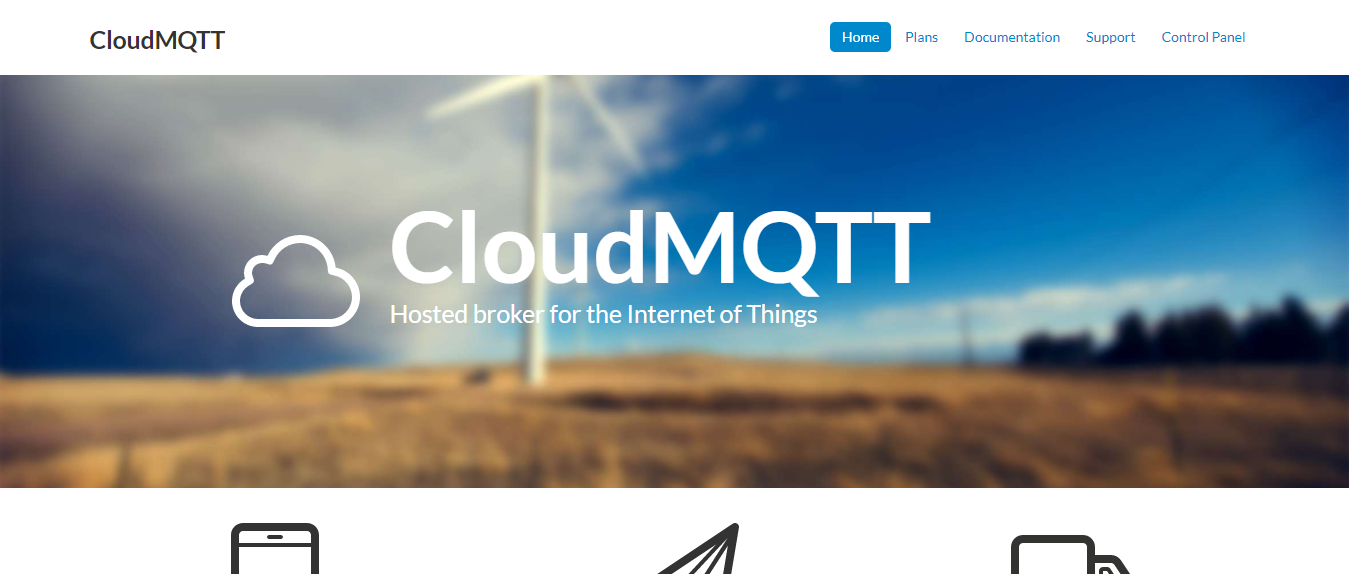 CloudMQTT
Home Plans Documentation Support Control Panel
CloudMQTT
Hosted broker for the Internet of Things